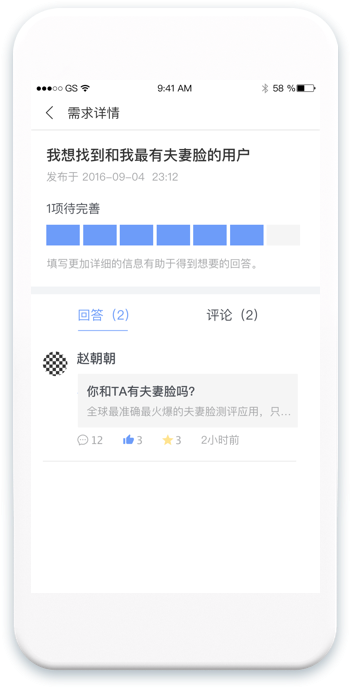 GS 9:41 AM 58 %
需求详情
我想找到和我最有夫妻脸的用户
发布于 2016-09-04 23:12
1项待完善
填写更加详细的信息有助于得到想要的回答。
回答（2） 评论（2）
赵朝朝
你和TA有夫妻脸吗?
全球最准确最火爆的夫妻脸测评应用，只...
12 3 3 2小时前